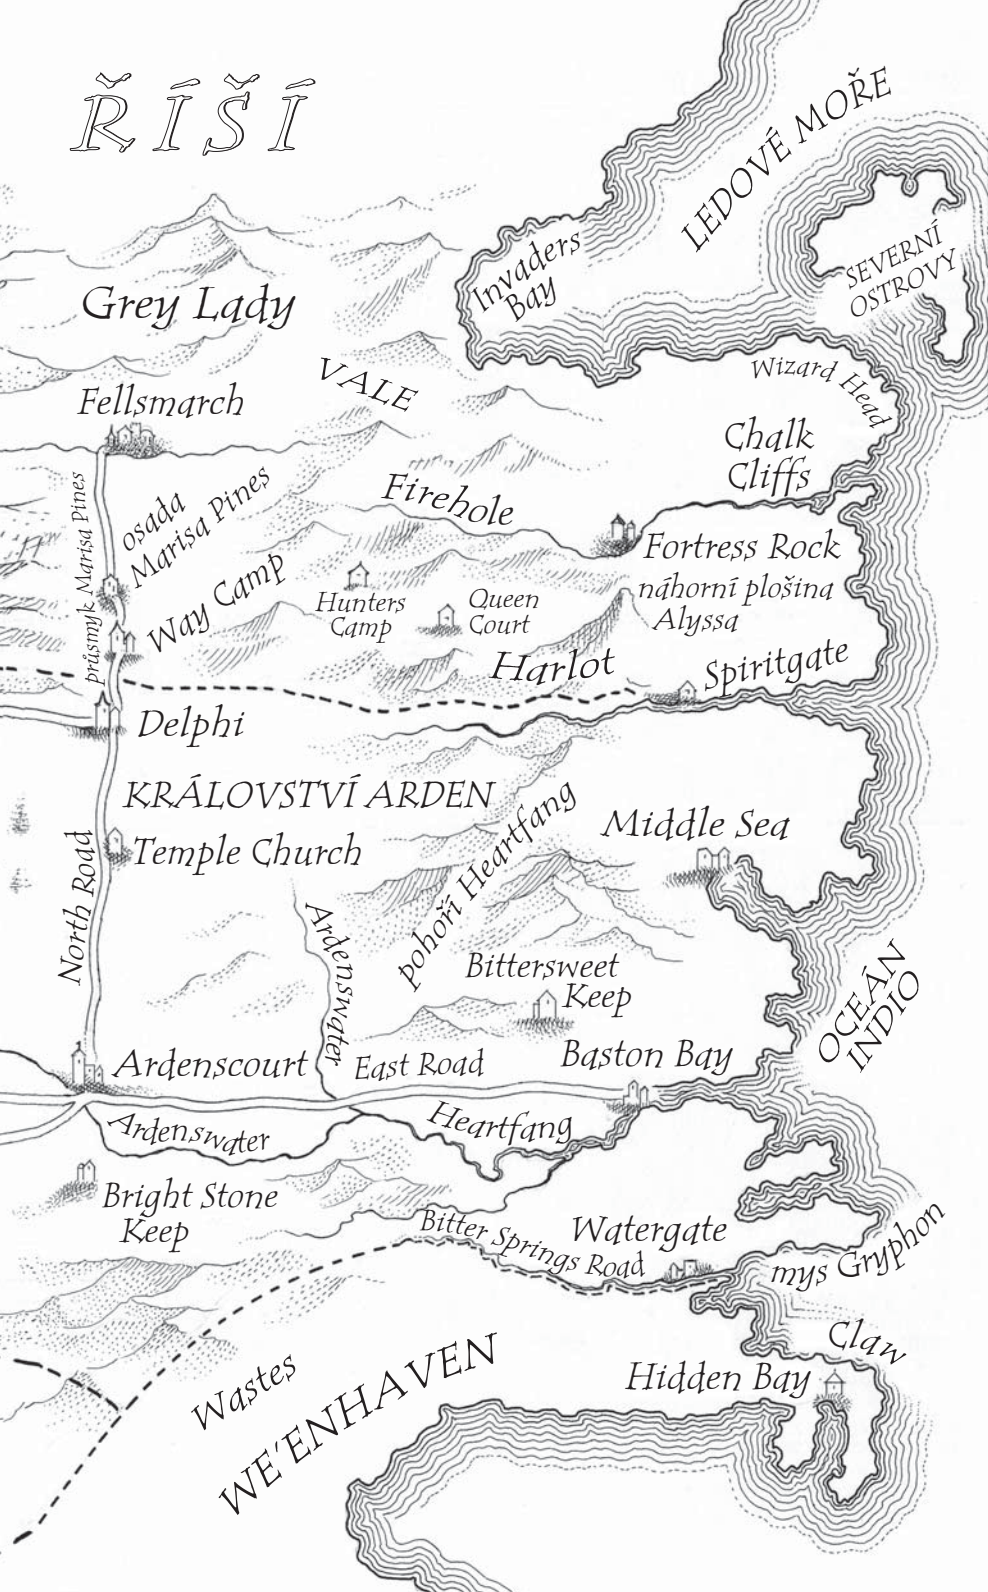 ŘÍŠÍ
LEDOVÉ MOŘE
SEVERNÍ
OSTROVY
Invaders
Bay
Grey Lady
VALE
Wizard Head
Fellsmarch
Chalk
Cliffs
průsmyk Marisa Pines
osada
Marisa Pines
Firehole
Fortress Rock
Way Camp
náhorní plošina
Alyssa
Hunters
Camp
Queen
Court
Harlot
Spiritgate
Delphi
KRÁLOVSTVÍ ARDEN
Middle Sea
Temple Church
North Road
pohoří Heartfang
Ardenswater
Bittersweet
Keep
OCEÁN
INDIO
Ardenscourt
East Road
Baston Bay
Ardenswater
Heartfang
Bright Stone
Keep
Bitter Springs Road
Watergate
mys Gryphon
Claw
Hidden Bay
Wastes
WE'ENHAVEN